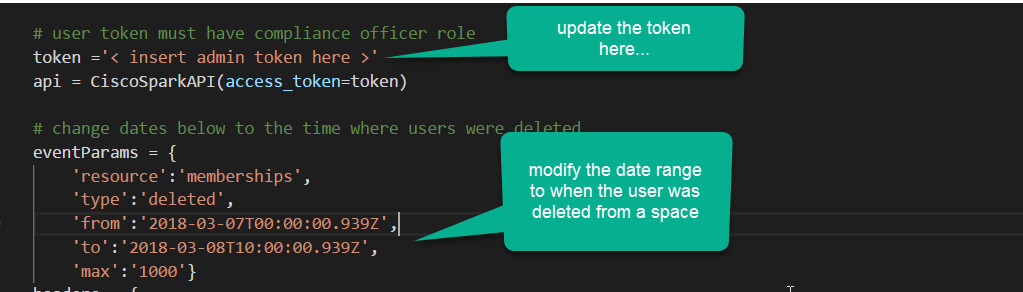 # user token must have compliance officer role
token ='< insert admin token here >'
api = CiscoSparkAPI(access_token=token)
update the token
here...
# change dates below to the time where users were deleted
eventParams = {
'resource':'memberships',
'type':'deleted',
'from':'2018-03-07T00:00:00.939Z',
'to':'2018-03-08T10:00:00.939Z',
'max':'1000'}
modify the date range
to when the user was
deleted from a space